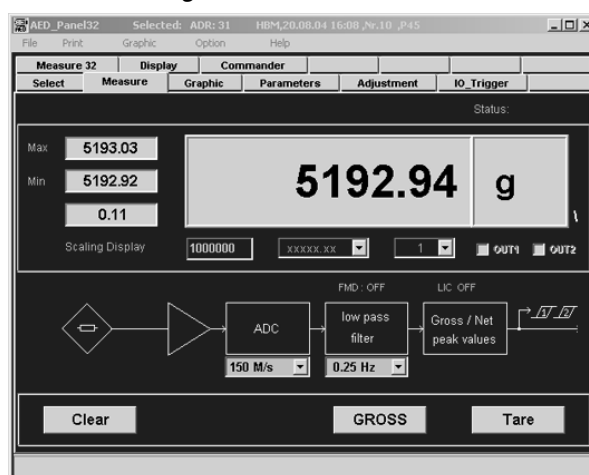 AED_Panel32 Selected: ADR: 31 HBM,20.08.04 16:08 ,Nr.10 ,P45
File Print Graphic Option Help
Measure 32 Display Commander
Select Measure Graphic Parameters Adjustment IO_Trigger
Status:
Max 5193.03
5192.94 g
Min 5192.92
0.11
Scaling Display 1000000 xxxxx.xx 1 OUT1 OUT2
FMD : OFF LIC OFF
ADC
low pass
filter
Gross / Net
peak values
1 2
150 M/s 0.25 Hz
Clear GROSS Tare